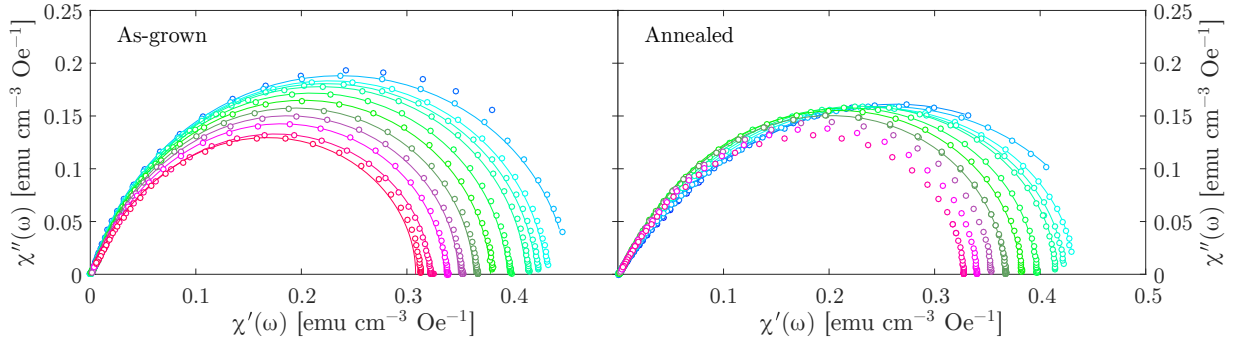 As-grown
Annealed
0.25
0.2
0.15
0.1
0.05
0
χ″(ω) [emu cm⁻³ Oe⁻¹]
0.25
0.2
0.15
0.1
0.05
0
χ″(ω) [emu cm⁻³ Oe⁻¹]
0 0.1 0.2 0.3 0.4
0.1 0.2 0.3 0.4 0.5
χ′(ω) [emu cm⁻³ Oe⁻¹]
χ′(ω) [emu cm⁻³ Oe⁻¹]